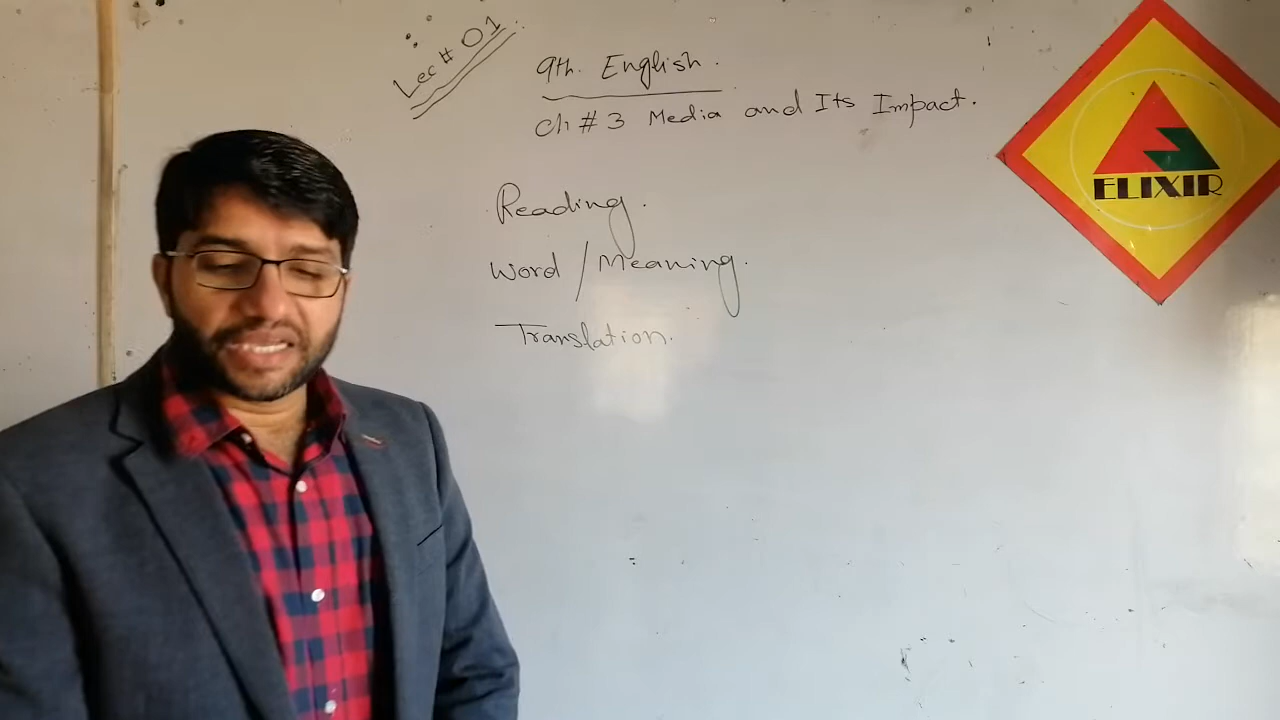 Lec # 01
9th English.
Ch # 3 Media and Its Impact.
Reading.
Word / Meaning.
Translation.
ELIXIR